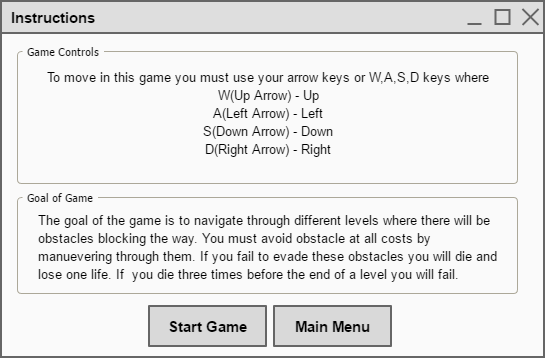 Instructions
Game Controls
To move in this game you must use your arrow keys or W,A,S,D keys where
W(Up Arrow) - Up
A(Left Arrow) - Left
S(Down Arrow) - Down
D(Right Arrow) - Right
Goal of Game
The goal of the game is to navigate through different levels where there will be
obstacles blocking the way. You must avoid obstacle at all costs by
manuevering through them. If you fail to evade these obstacles you will die and
lose one life. If  you die three times before the end of a level you will fail.
Start Game
Main Menu